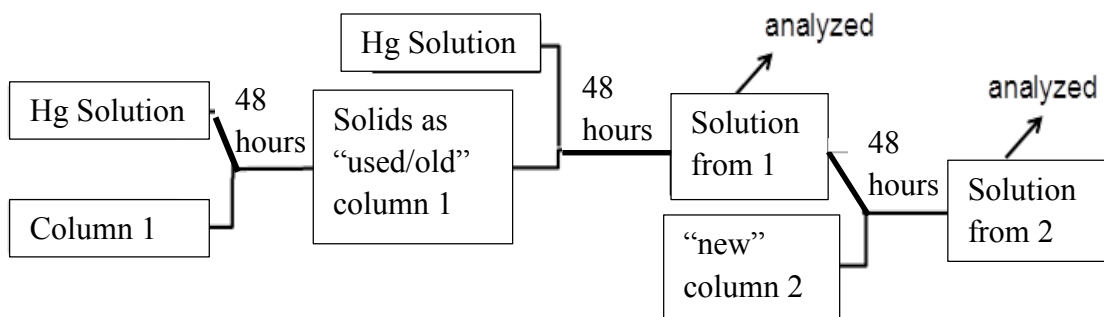 Hg Solution
48
hours
Column 1
Solids as
“used/old”
column 1
Hg Solution
48
hours
analyzed
Solution
from 1
48
hours
“new”
column 2
analyzed
Solution
from 2